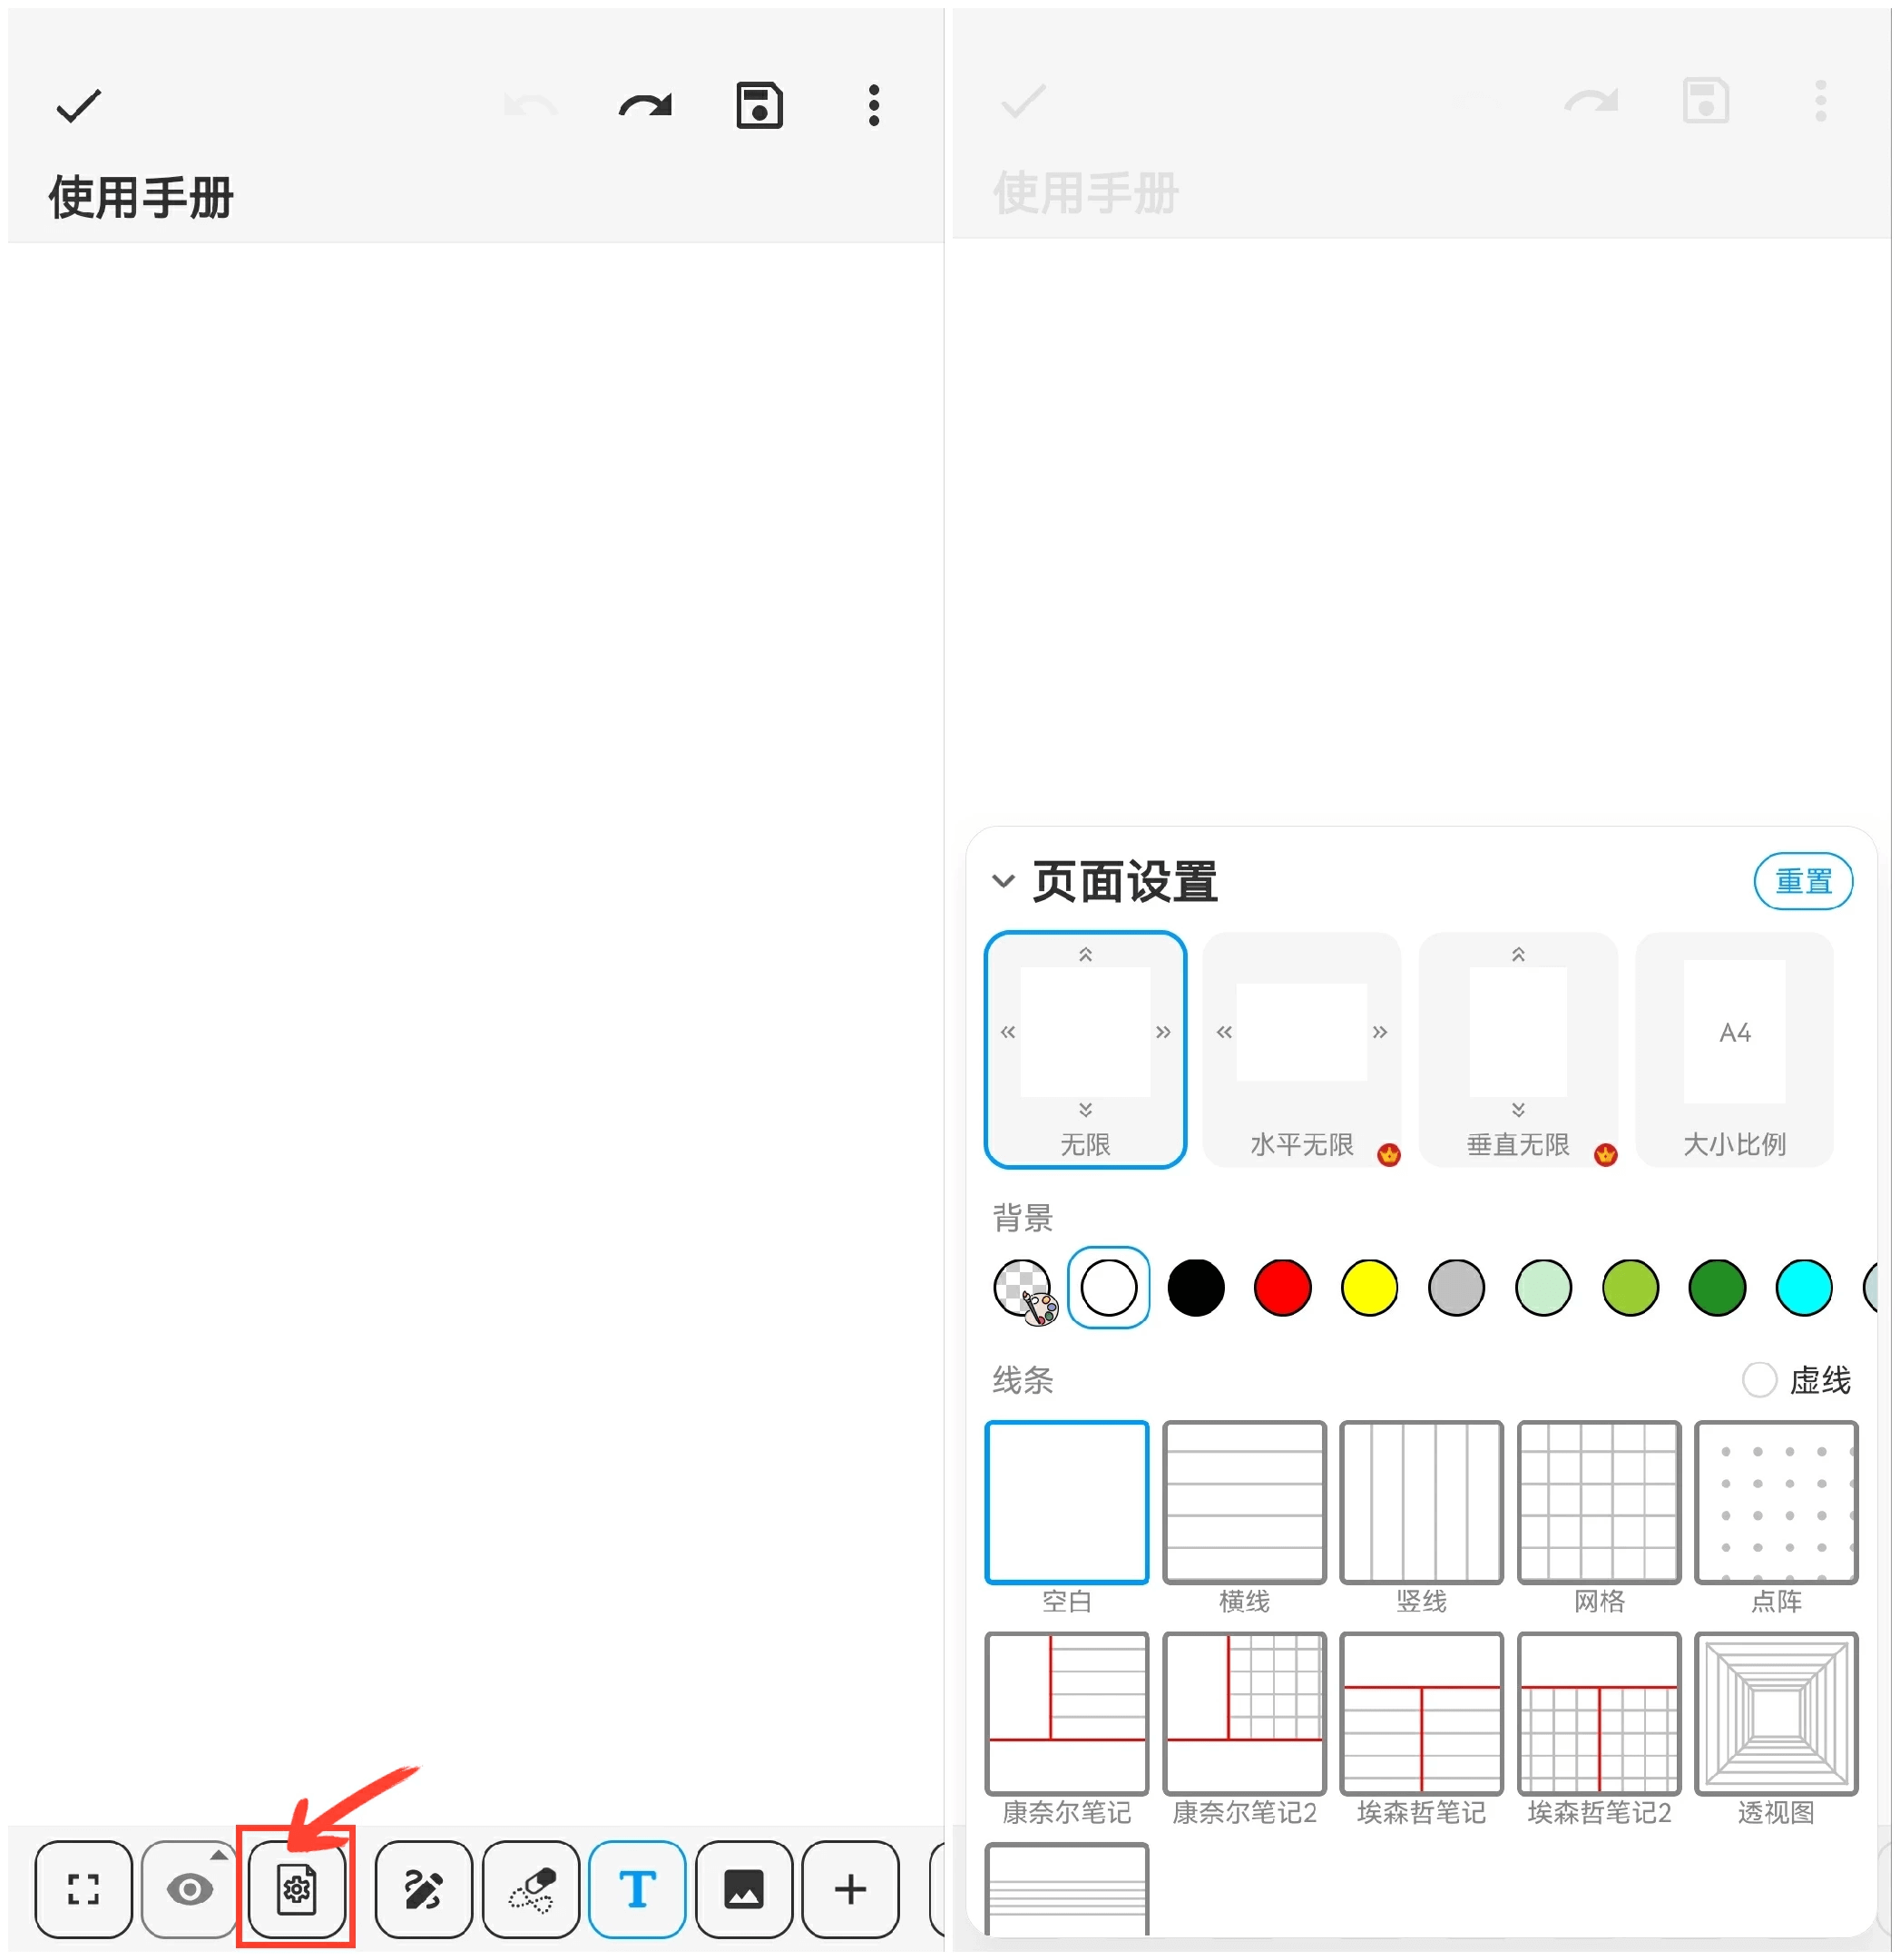 使用手册
T
使用手册
页面设置
重置
A4
无限
水平无限
垂直无限
大小比例
背景
线条
虚线
空白
横线
竖线
网格
点阵
康奈尔笔记
康奈尔笔记2
埃森哲笔记
埃森哲笔记2
透视图